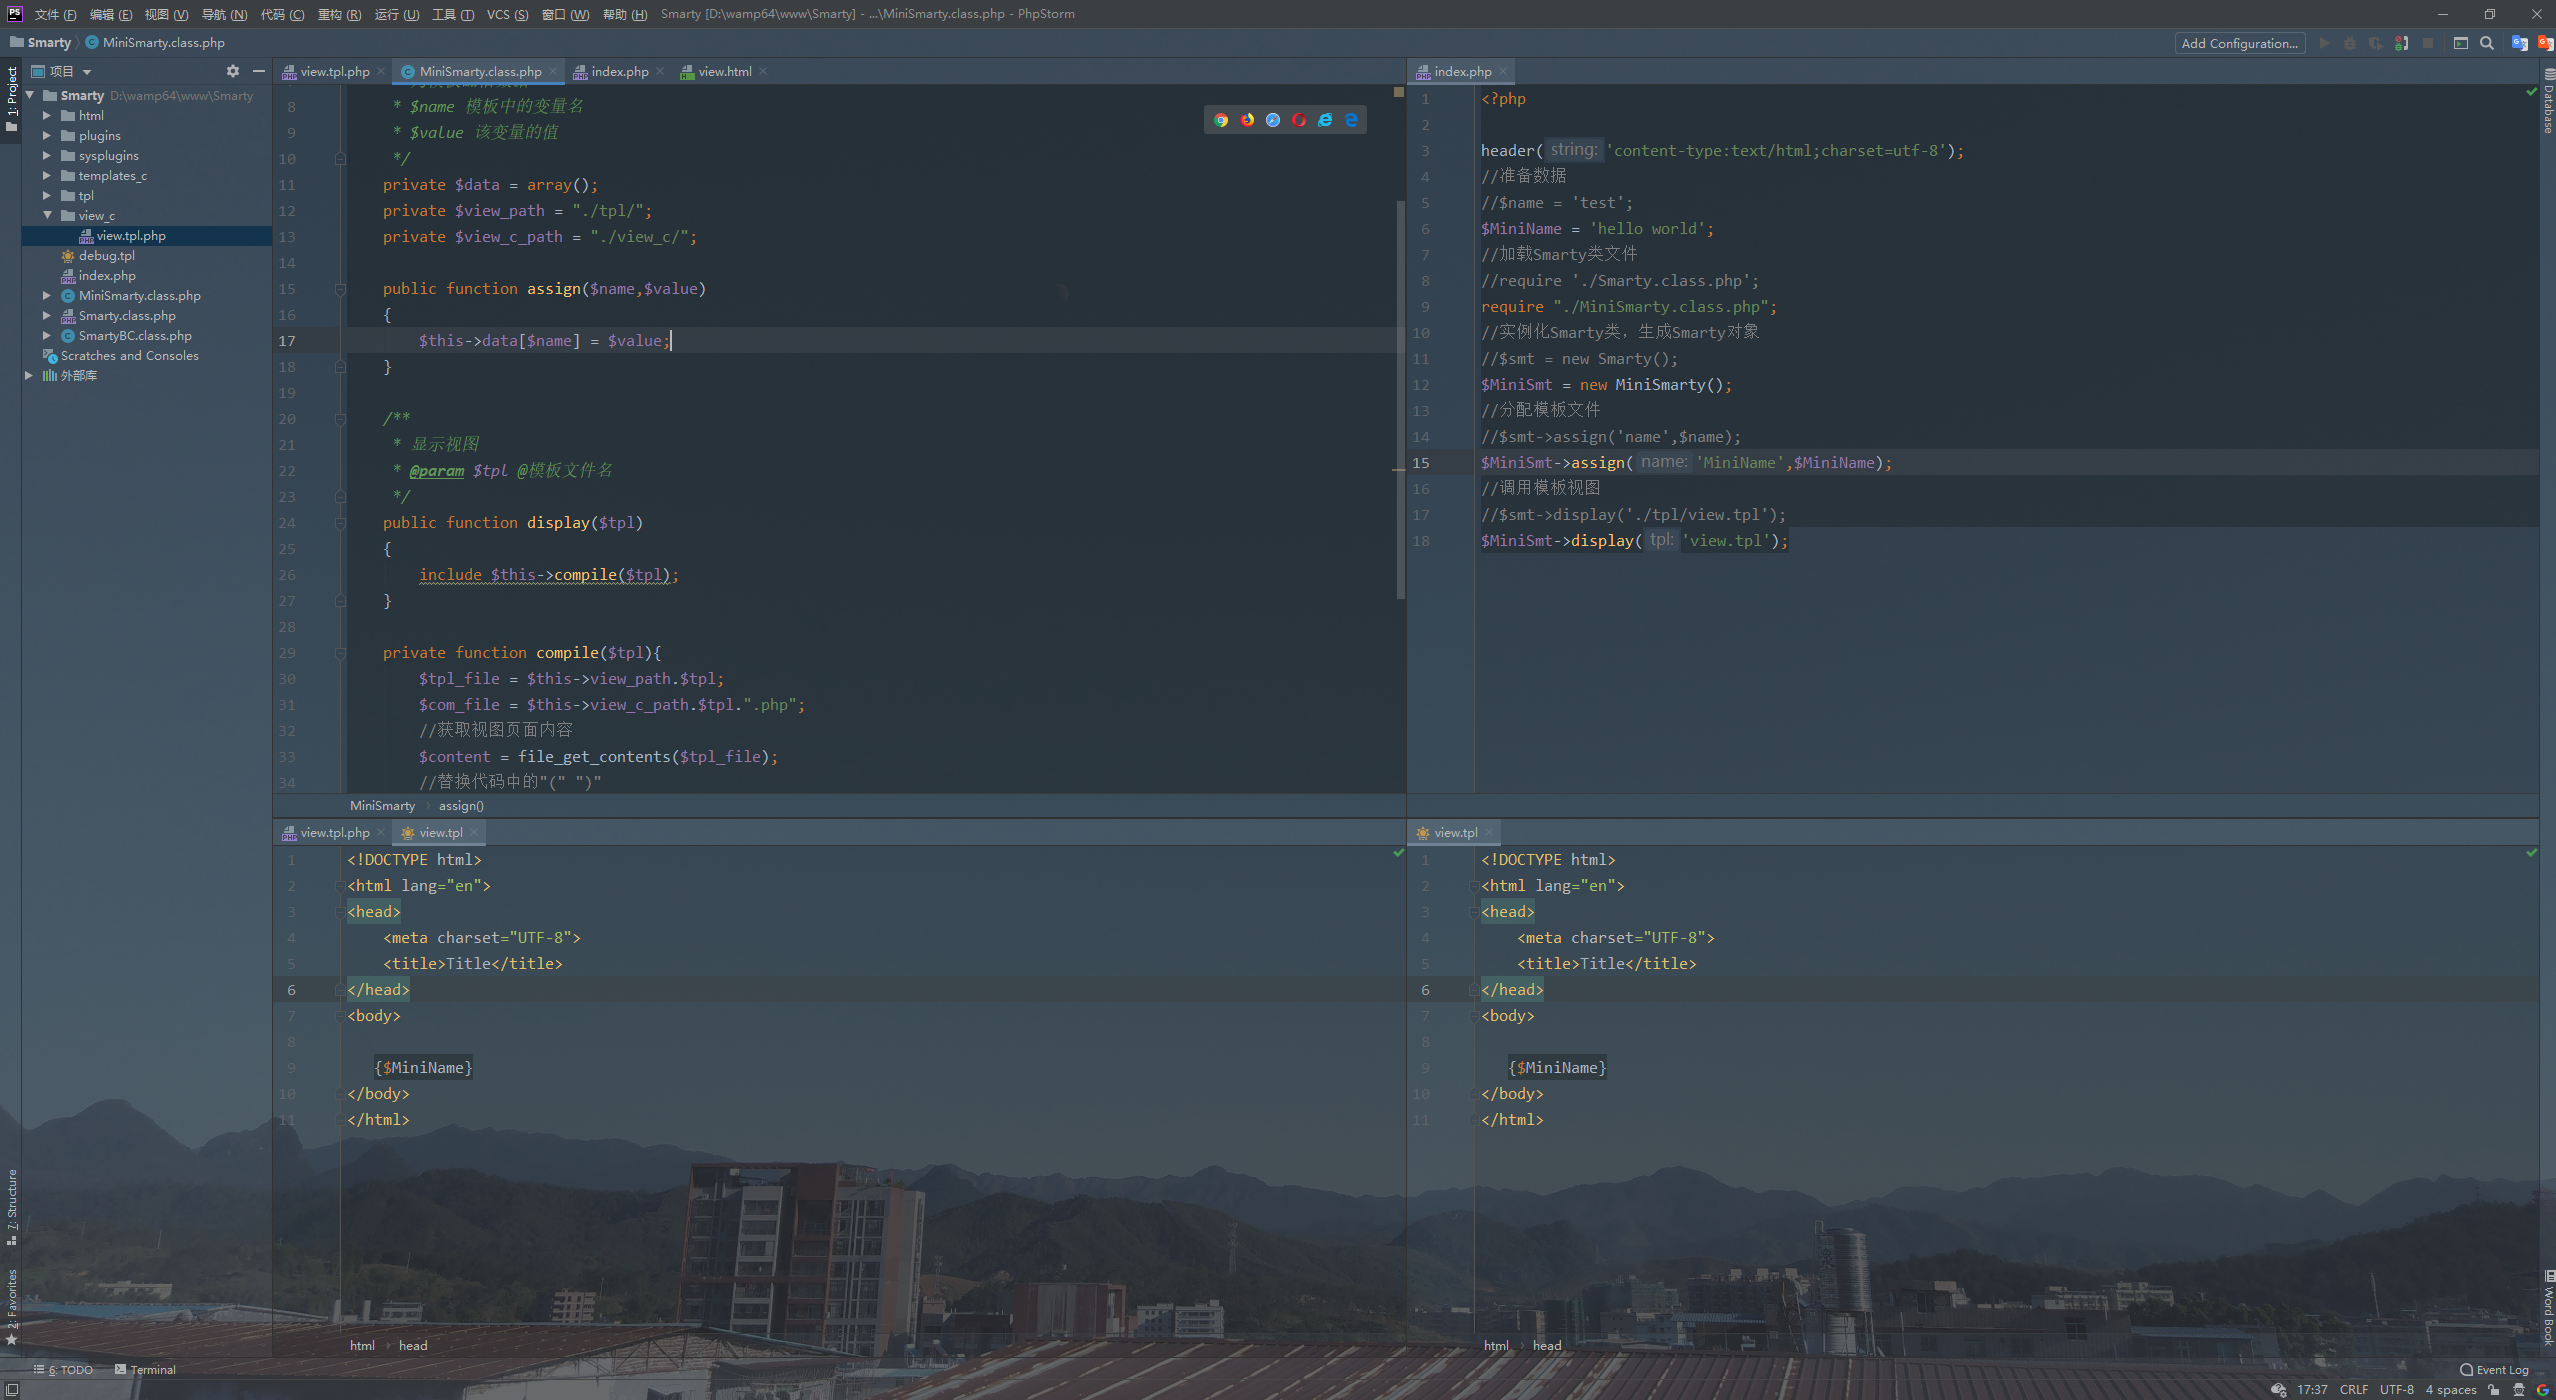 文件 (F) 编辑 (E) 视图 (V) 导航 (N) 代码 (C) 重构 (R) 运行 (U) 工具 (T) VCS (S) 窗口 (W) 帮助 (H) Smarty [D:\wamp64\www\Smarty] - ...\MiniSmarty.class.php - PhpStorm
Smarty MiniSmarty.class.php
Add Configuration...
1: Project
项目
Smarty D:\wamp64\www\Smarty
html
plugins
sysplugins
templates_c
tpl
view_c
view.tpl.php
debug.tpl
index.php
MiniSmarty.class.php
Smarty.class.php
SmartyBC.class.php
Scratches and Consoles
外部库
7: Structure
2: Favorites
view.tpl.php MiniSmarty.class.php index.php view.html
8 * $name 模板中的变量名
9 * $value 该变量的值
10 */
11 private $data = array();
12 private $view_path = "./tpl/";
13 private $view_c_path = "./view_c/";
14
15 public function assign($name,$value)
16 {
17 $this->data[$name] = $value;
18 }
19
20 /**
21 * 显示视图
22 * @param $tpl @模板文件名
23 */
24 public function display($tpl)
25 {
26 include $this->compile($tpl);
27 }
28
29 private function compile($tpl){
30 $tpl_file = $this->view_path.$tpl;
31 $com_file = $this->view_c_path.$tpl.".php";
32 //获取视图页面内容
33 $content = file_get_contents($tpl_file);
34 //替换代码中的"(" ")"
MiniSmarty assign()
index.php
1 <?php
2
3 header( string: 'content-type:text/html;charset=utf-8');
4 //准备数据
5 //$name = 'test';
6 $MiniName = 'hello world';
7 //加载Smarty类文件
8 //require './Smarty.class.php';
9 require "./MiniSmarty.class.php";
10 //实例化Smarty类，生成Smarty对象
11 //$smt = new Smarty();
12 $MiniSmt = new MiniSmarty();
13 //分配模板文件
14 //$smt->assign('name',$name);
15 $MiniSmt->assign( name: 'MiniName',$MiniName);
16 //调用模板视图
17 //$smt->display('./tpl/view.tpl');
18 $MiniSmt->display( tpl: 'view.tpl');
Database
view.tpl.php view.tpl
1 <!DOCTYPE html>
2 <html lang="en">
3 <head>
4 <meta charset="UTF-8">
5 <title>Title</title>
6 </head>
7 <body>
8
9 {$MiniName}
10 </body>
11 </html>
html head
view.tpl
1 <!DOCTYPE html>
2 <html lang="en">
3 <head>
4 <meta charset="UTF-8">
5 <title>Title</title>
6 </head>
7 <body>
8
9 {$MiniName}
10 </body>
11 </html>
html head
Word Book
6: TODO Terminal Event Log
17:37 CRLF UTF-8 4 spaces